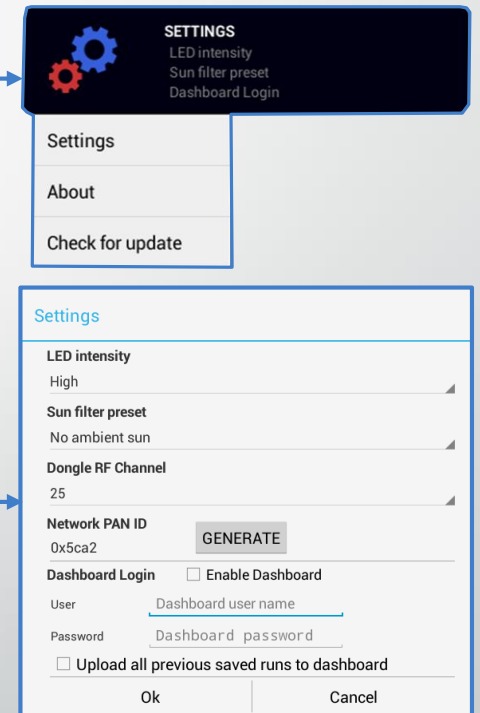 SETTINGS
LED intensity
Sun filter preset
Dashboard Login
Settings
About
Check for update
Settings
LED intensity
High
Sun filter preset
No ambient sun
Dongle RF Channel
25
Network PAN ID
0x5ca2
GENERATE
Dashboard Login Enable Dashboard
User Dashboard user name
Password Dashboard password
Upload all previous saved runs to dashboard
Ok Cancel